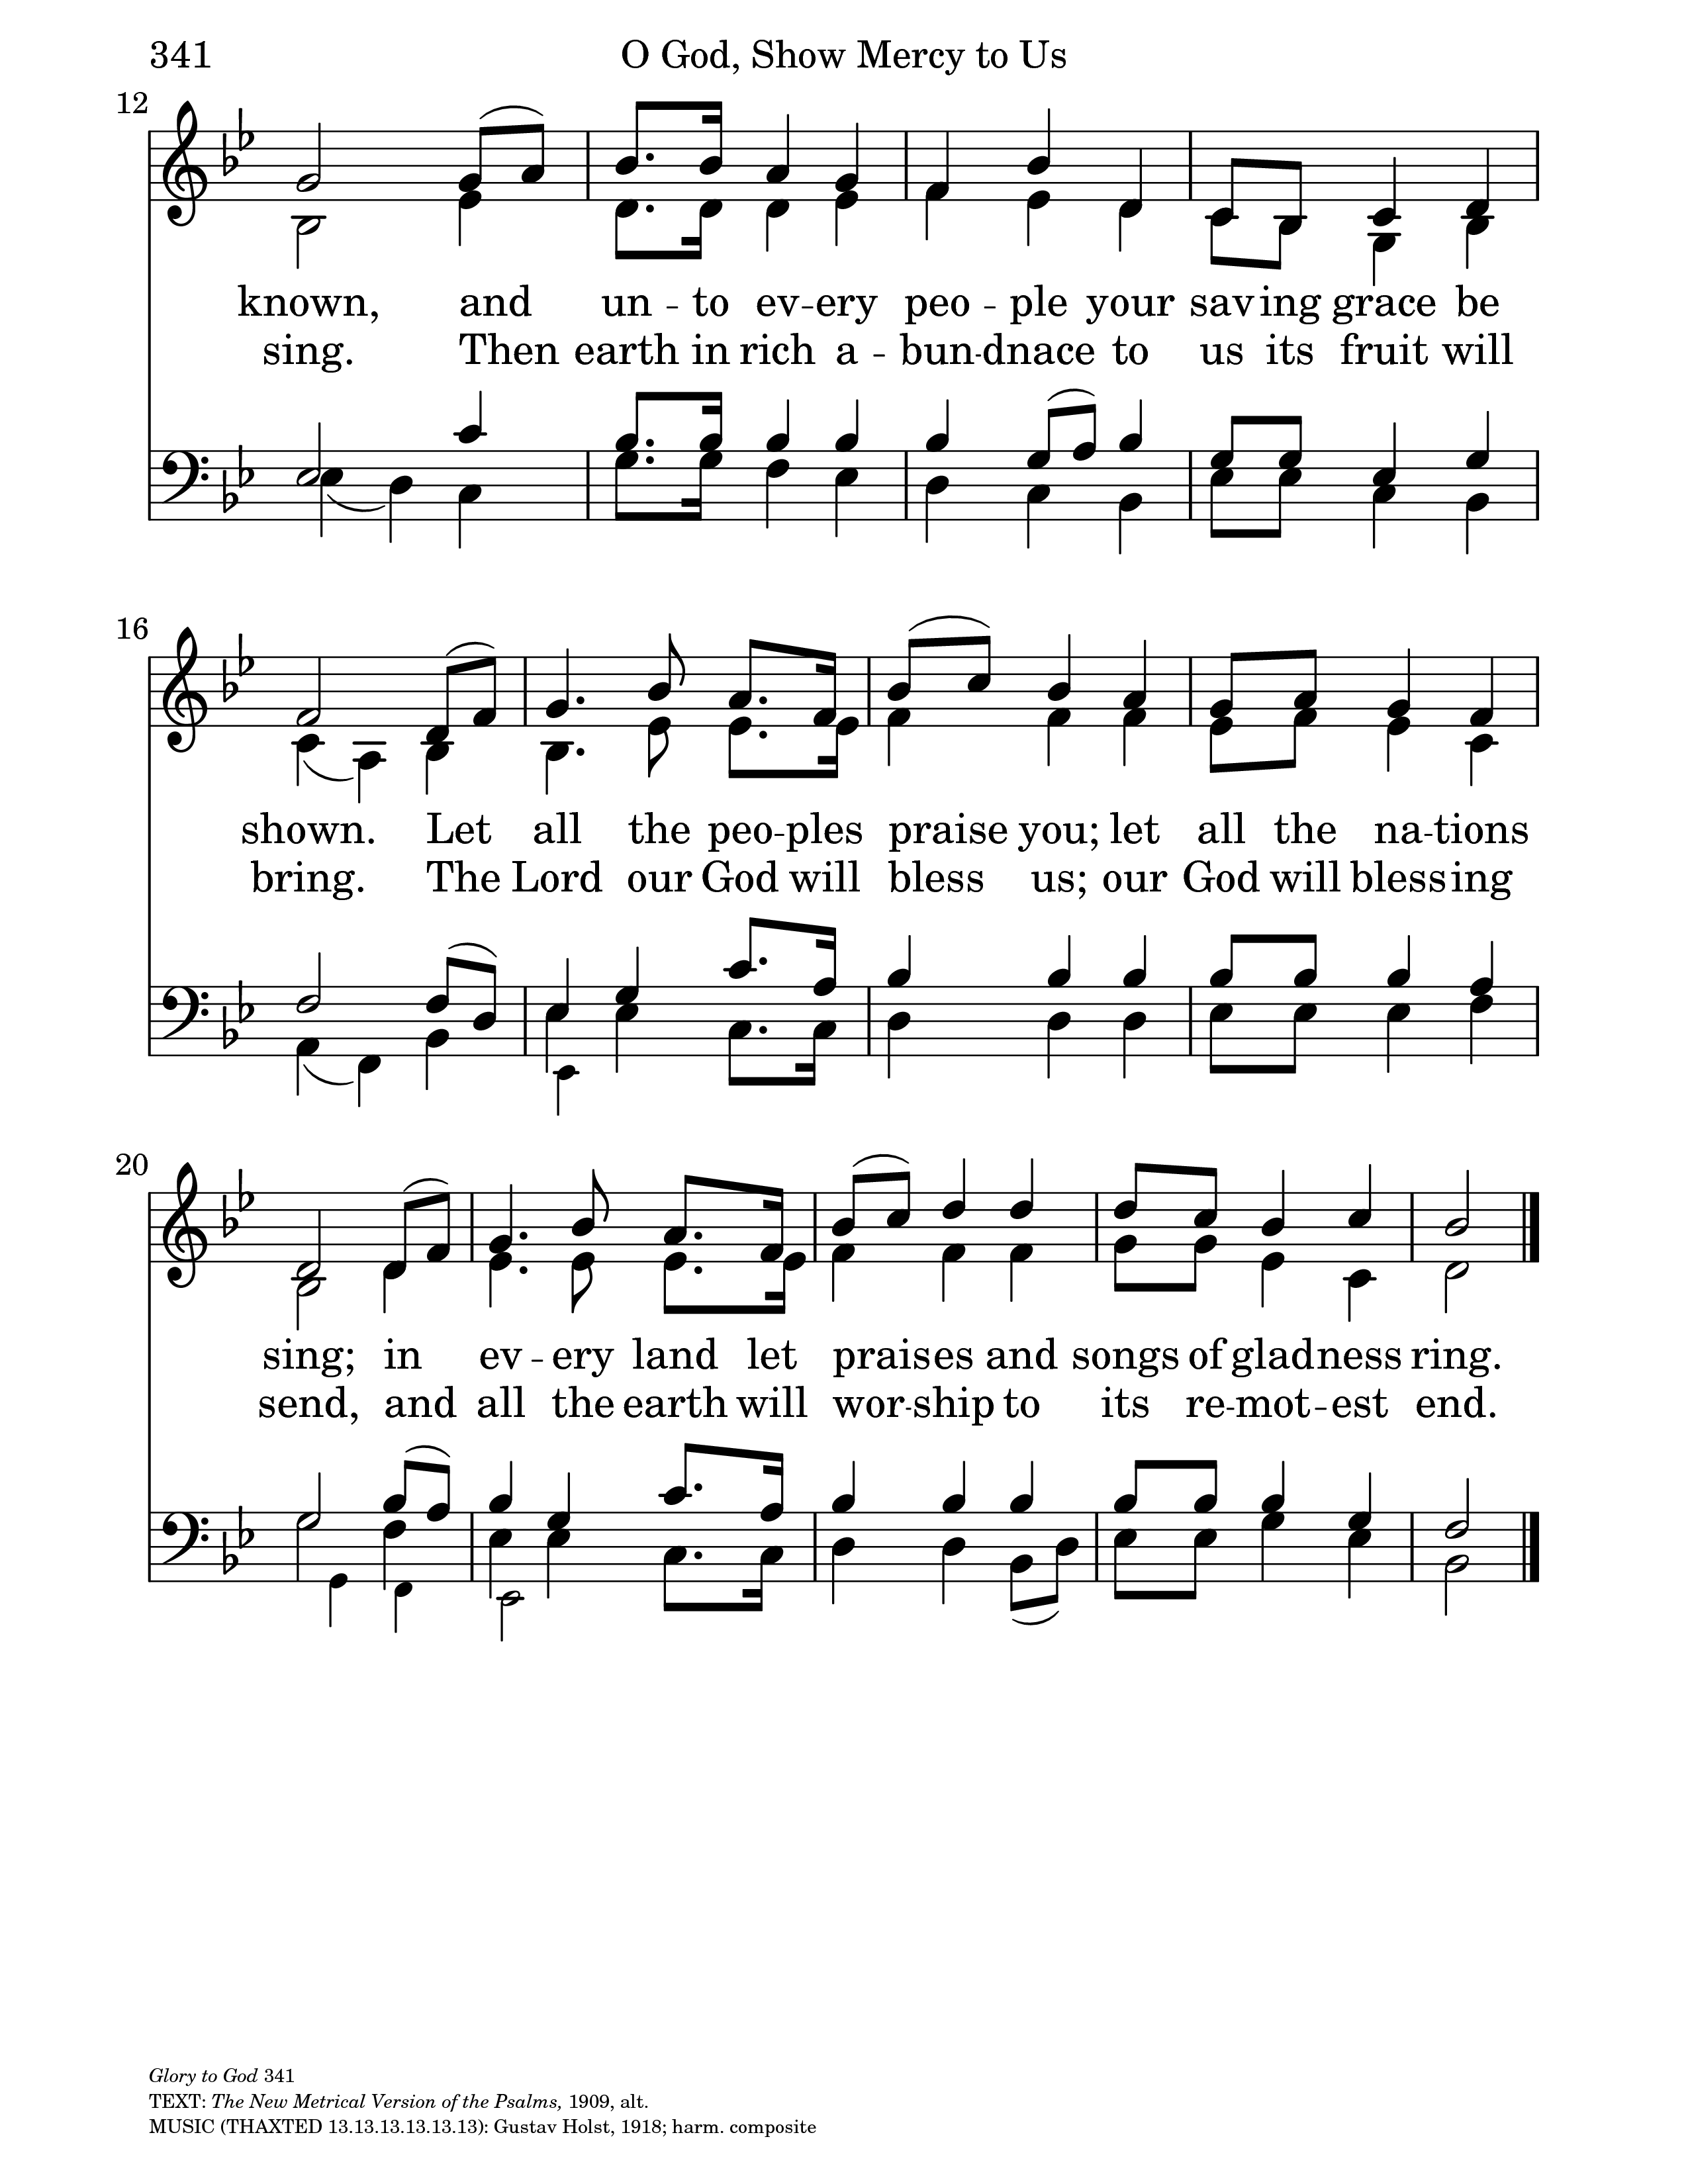 341 O God, Show Mercy to Us
12
known, and un -- to ev -- ery peo -- ple your saving grace be
sing. Then earth in rich a -- bun - dnace to us its fruit will
16
shown. Let all the peo -- ples praise you; let all the na -- tions
bring. The Lord our God will bless us; our God will blessing
20
sing; in ev -- ery land let praises and songs of gladness ring.
send, and all the earth will wor -- ship to its re -- mot -- est end.
Glory to God 341
TEXT: The New Metrical Version of the Psalms, 1909, alt.
MUSIC (THAXTED 13.13.13.13.13.13): Gustav Holst, 1918; harm. composite